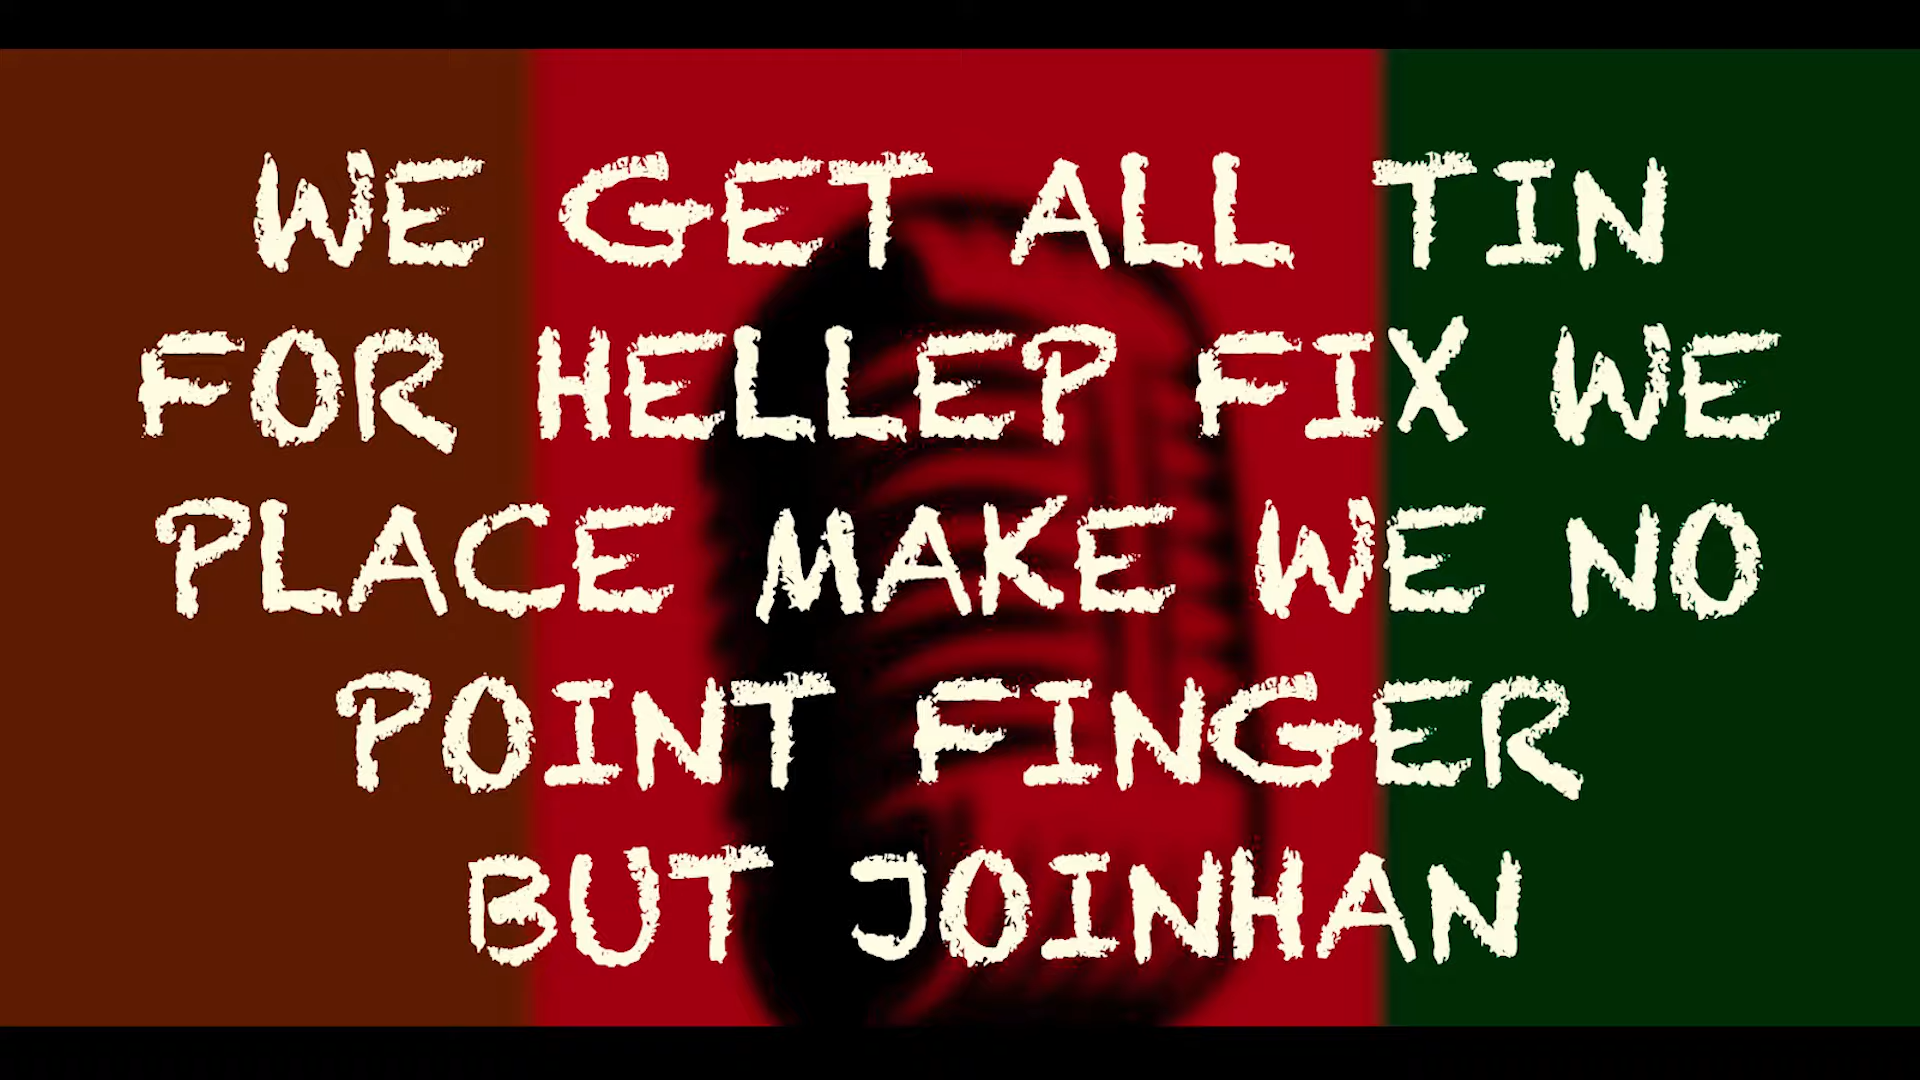 WE GET ALL TIN
FOR HELLEP FIX WE
PLACE MAKE WE NO
POINT FINGER
BUT JOINHAN